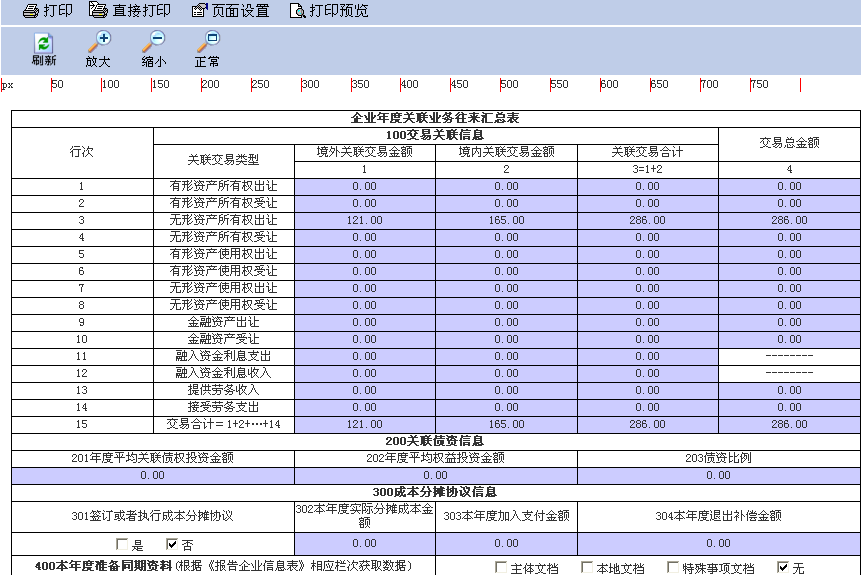 打印 直接打印 页面设置 打印预览
刷新 放大 缩小 正常
px 50 100 150 200 250 300 350 400 450 500 550 600 650 700 750
企业年度关联业务往来汇总表
100交易关联信息
行次 关联交易类型 境外关联交易金额 境内关联交易金额 关联交易合计 交易总金额
1 2 3=1+2 4
1 有形资产所有权出让 0.00 0.00 0.00 0.00
2 有形资产所有权受让 0.00 0.00 0.00 0.00
3 无形资产所有权出让 121.00 165.00 286.00 286.00
4 无形资产所有权受让 0.00 0.00 0.00 0.00
5 有形资产使用权出让 0.00 0.00 0.00 0.00
6 有形资产使用权受让 0.00 0.00 0.00 0.00
7 无形资产使用权出让 0.00 0.00 0.00 0.00
8 无形资产使用权受让 0.00 0.00 0.00 0.00
9 金融资产出让 0.00 0.00 0.00 0.00
10 金融资产受让 0.00 0.00 0.00 0.00
11 融入资金利息支出 0.00 0.00 0.00 --------
12 融入资金利息收入 0.00 0.00 0.00 --------
13 提供劳务收入 0.00 0.00 0.00 0.00
14 接受劳务支出 0.00 0.00 0.00 0.00
15 交易合计=1+2+…+14 121.00 165.00 286.00 286.00
200关联债资信息
201年度平均关联债权投资金额 202年度平均权益投资金额 203债资比例
0.00 0.00 0.00
300成本分摊协议信息
301签订或者执行成本分摊协议 302本年度实际分摊成本金额 303本年度加入支付金额 304本年度退出补偿金额
是 否 0.00 0.00 0.00
400本年度准备同期资料(根据《报告企业信息表》相应栏次获取数据) 主体文档 本地文档 特殊事项文档 无